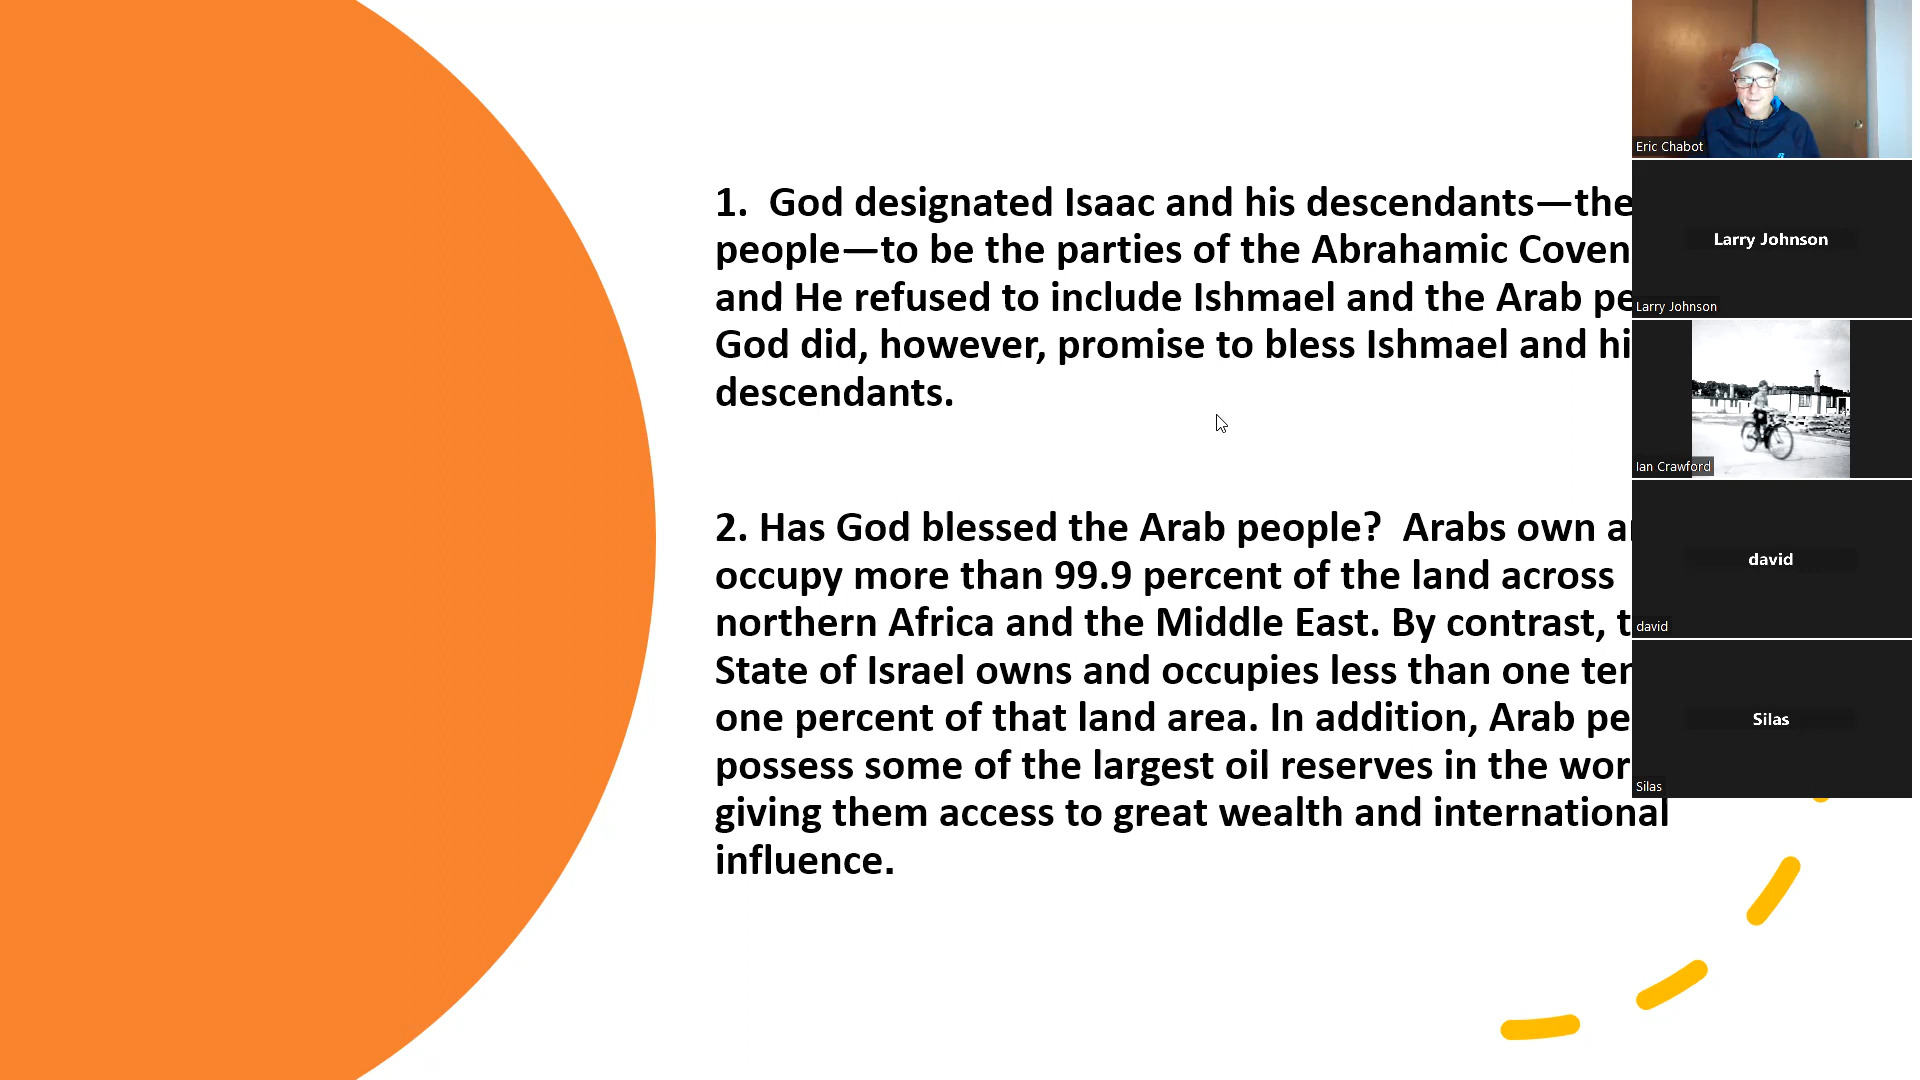 1. God designated Isaac and his descendants—the
people—to be the parties of the Abrahamic Coven
and He refused to include Ishmael and the Arab pe
God did, however, promise to bless Ishmael and hi
descendants.
2. Has God blessed the Arab people? Arabs own a
occupy more than 99.9 percent of the land across
northern Africa and the Middle East. By contrast, t
State of Israel owns and occupies less than one ten
one percent of that land area. In addition, Arab pe
possess some of the largest oil reserves in the wor
giving them access to great wealth and international
influence.
Eric Chabot
Larry Johnson
Larry Johnson
Ian Crawford
david
david
Silas
Silas